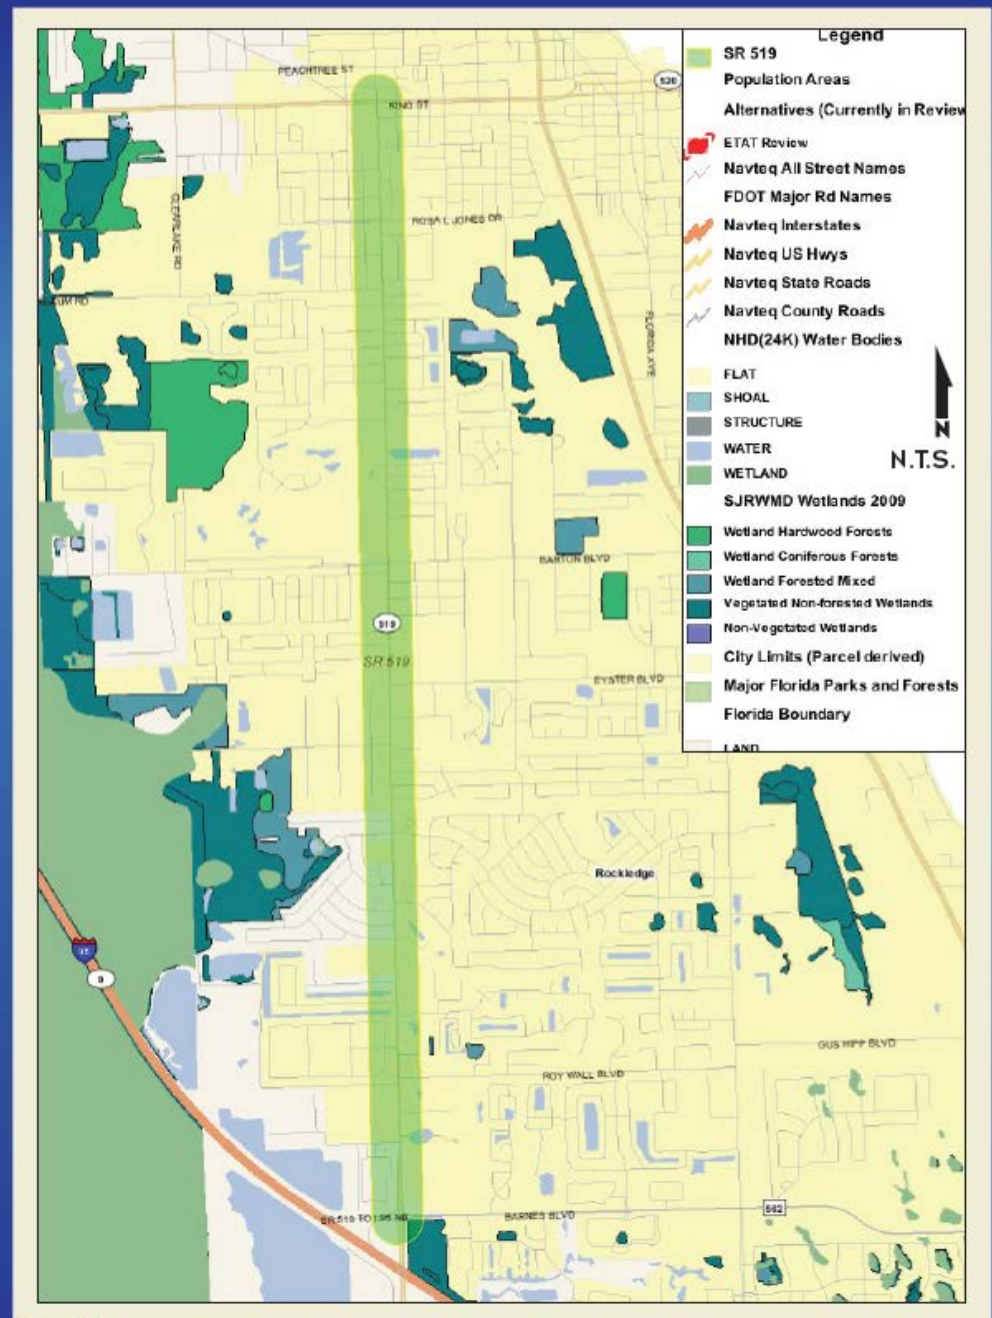 Legend
SR 519
Population Areas
Alternatives (Currently in Review
ETAT Review
Navteq All Street Names
FDOT Major Rd Names
Navteq Interstates
Navteq US Hwys
Navteq State Roads
Navteq County Roads
NHD(24K) Water Bodies
FLAT
SHOAL
STRUCTURE
WATER
WETLAND
SJRWMD Wetlands 2009
Wetland Hardwood Forests
Wetland Coniferous Forests
Wetland Forested Mixed
Vegetated Non-forested Wetlands
Non-Vegetated Wetlands
City Limits (Parcel derived)
Major Florida Parks and Forests
Florida Boundary
LAND
N
N.T.S.
PEACHTREE ST
520
KING ST
CLEARLAKE RD
ROSA L JONES DR
FLORIDA AVE
BARTON BLVD
519
SR 519
EYSTER BLVD
Rockledge
95
9
GUS HIPP BLVD
ROY WALL BLVD
502
SR 519 TO I-95 NB
BARNES BLVD